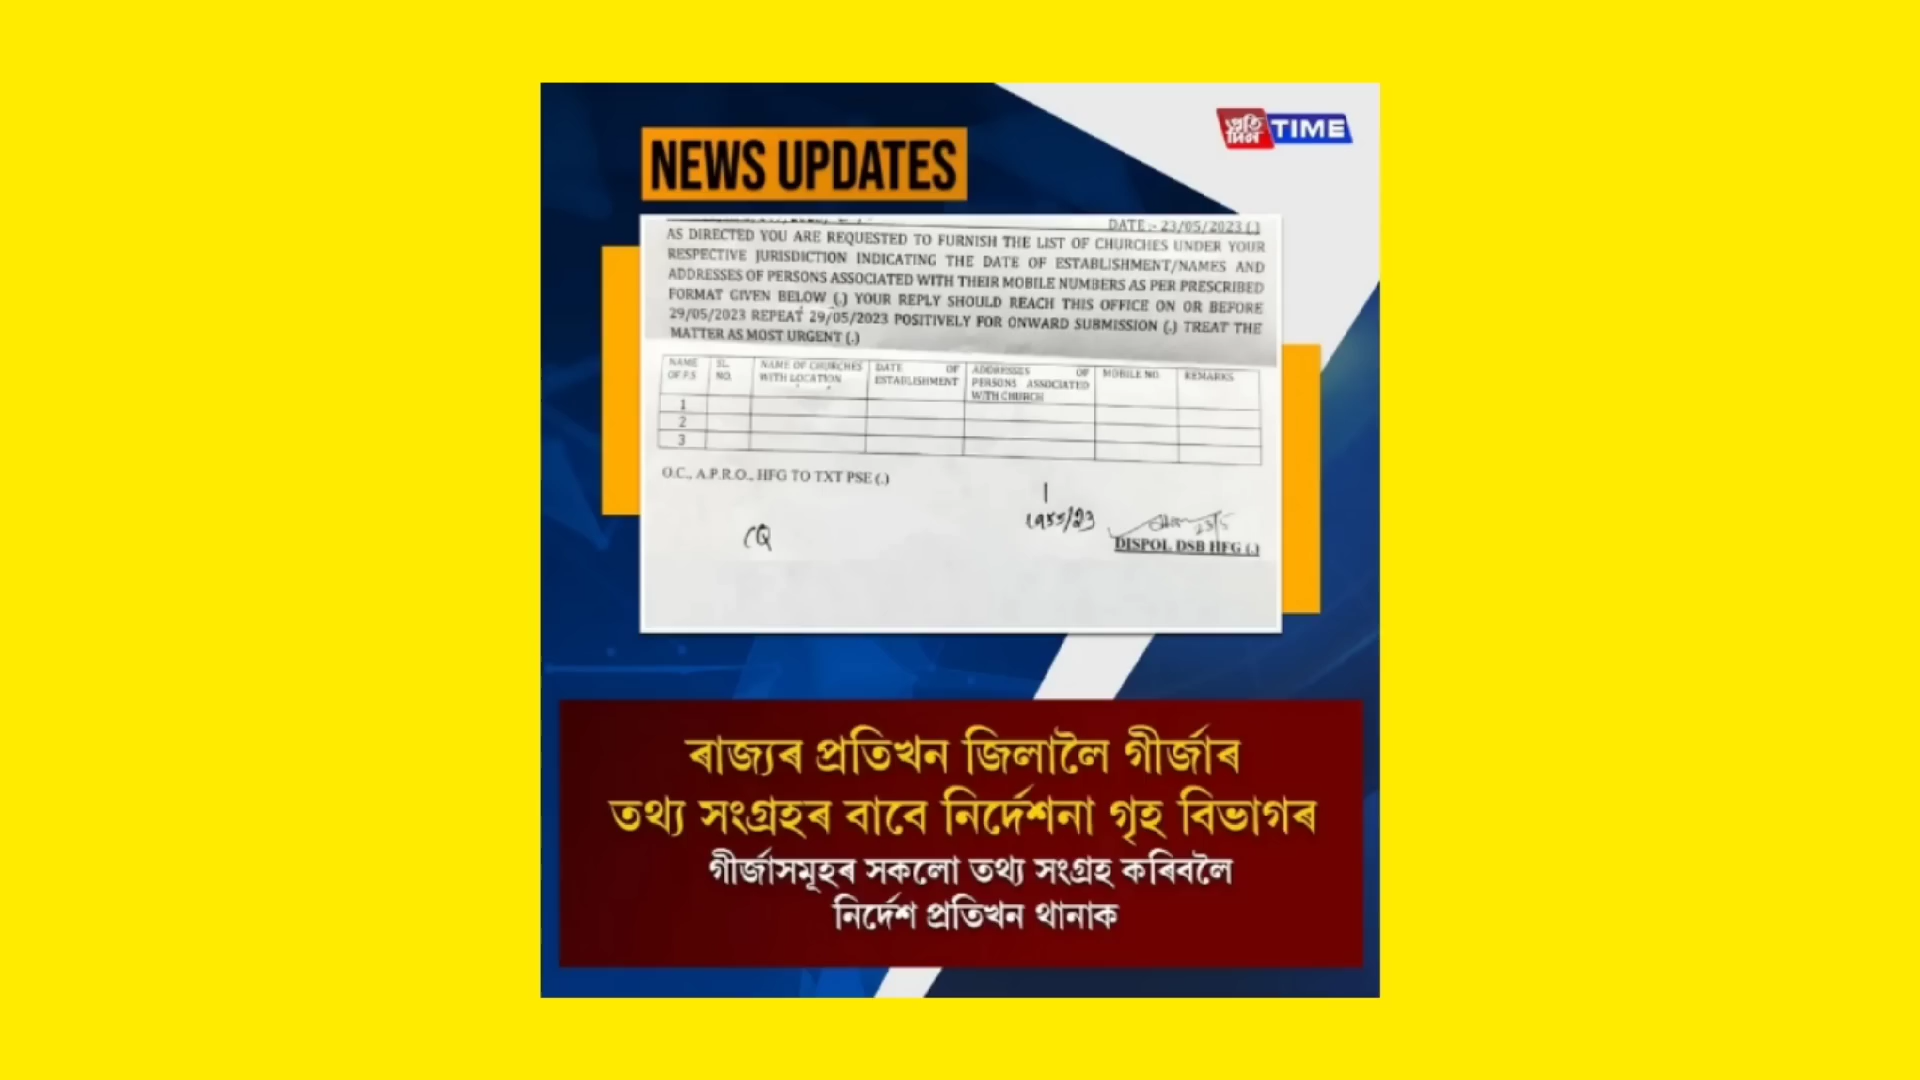 NEWS UPDATES
প্ৰতি
দিন
TIME
DATE :- 23/05/2023 (.)
AS DIRECTED YOU ARE REQUESTED TO FURNISH THE LIST OF CHURCHES UNDER YOUR
RESPECTIVE JURISDICTION INDICATING THE DATE OF ESTABLISHMENT/NAMES AND
ADDRESSES OF PERSONS ASSOCIATED WITH THEIR MOBILE NUMBERS AS PER PRESCRIBED
FORMAT GIVEN BELOW (.) YOUR REPLY SHOULD REACH THIS OFFICE ON OR BEFORE
29/05/2023 REPEAT 29/05/2023 POSITIVELY FOR ONWARD SUBMISSION (.) TREAT THE
MATTER AS MOST URGENT (.)
NAME OF P.S
SL. NO.
NAME OF CHURCHES WITH LOCATION
DATE OF ESTABLISHMENT
ADDRESSES OF PERSONS ASSOCIATED WITH CHURCH
MOBILE NO
REMARKS
1
2
3
O.C., A.P.R.O., HFG TO TXT PSE (.)
DISPOL DSB HFG (.)
ৰাজ্যৰ প্ৰতিখন জিলালৈ গীৰ্জাৰ
তথ্য সংগ্ৰহৰ বাবে নিৰ্দেশনা গৃহ বিভাগৰ
গীৰ্জাসমূহৰ সকলো তথ্য সংগ্ৰহ কৰিবলৈ
নিৰ্দেশ প্ৰতিখন থানাক